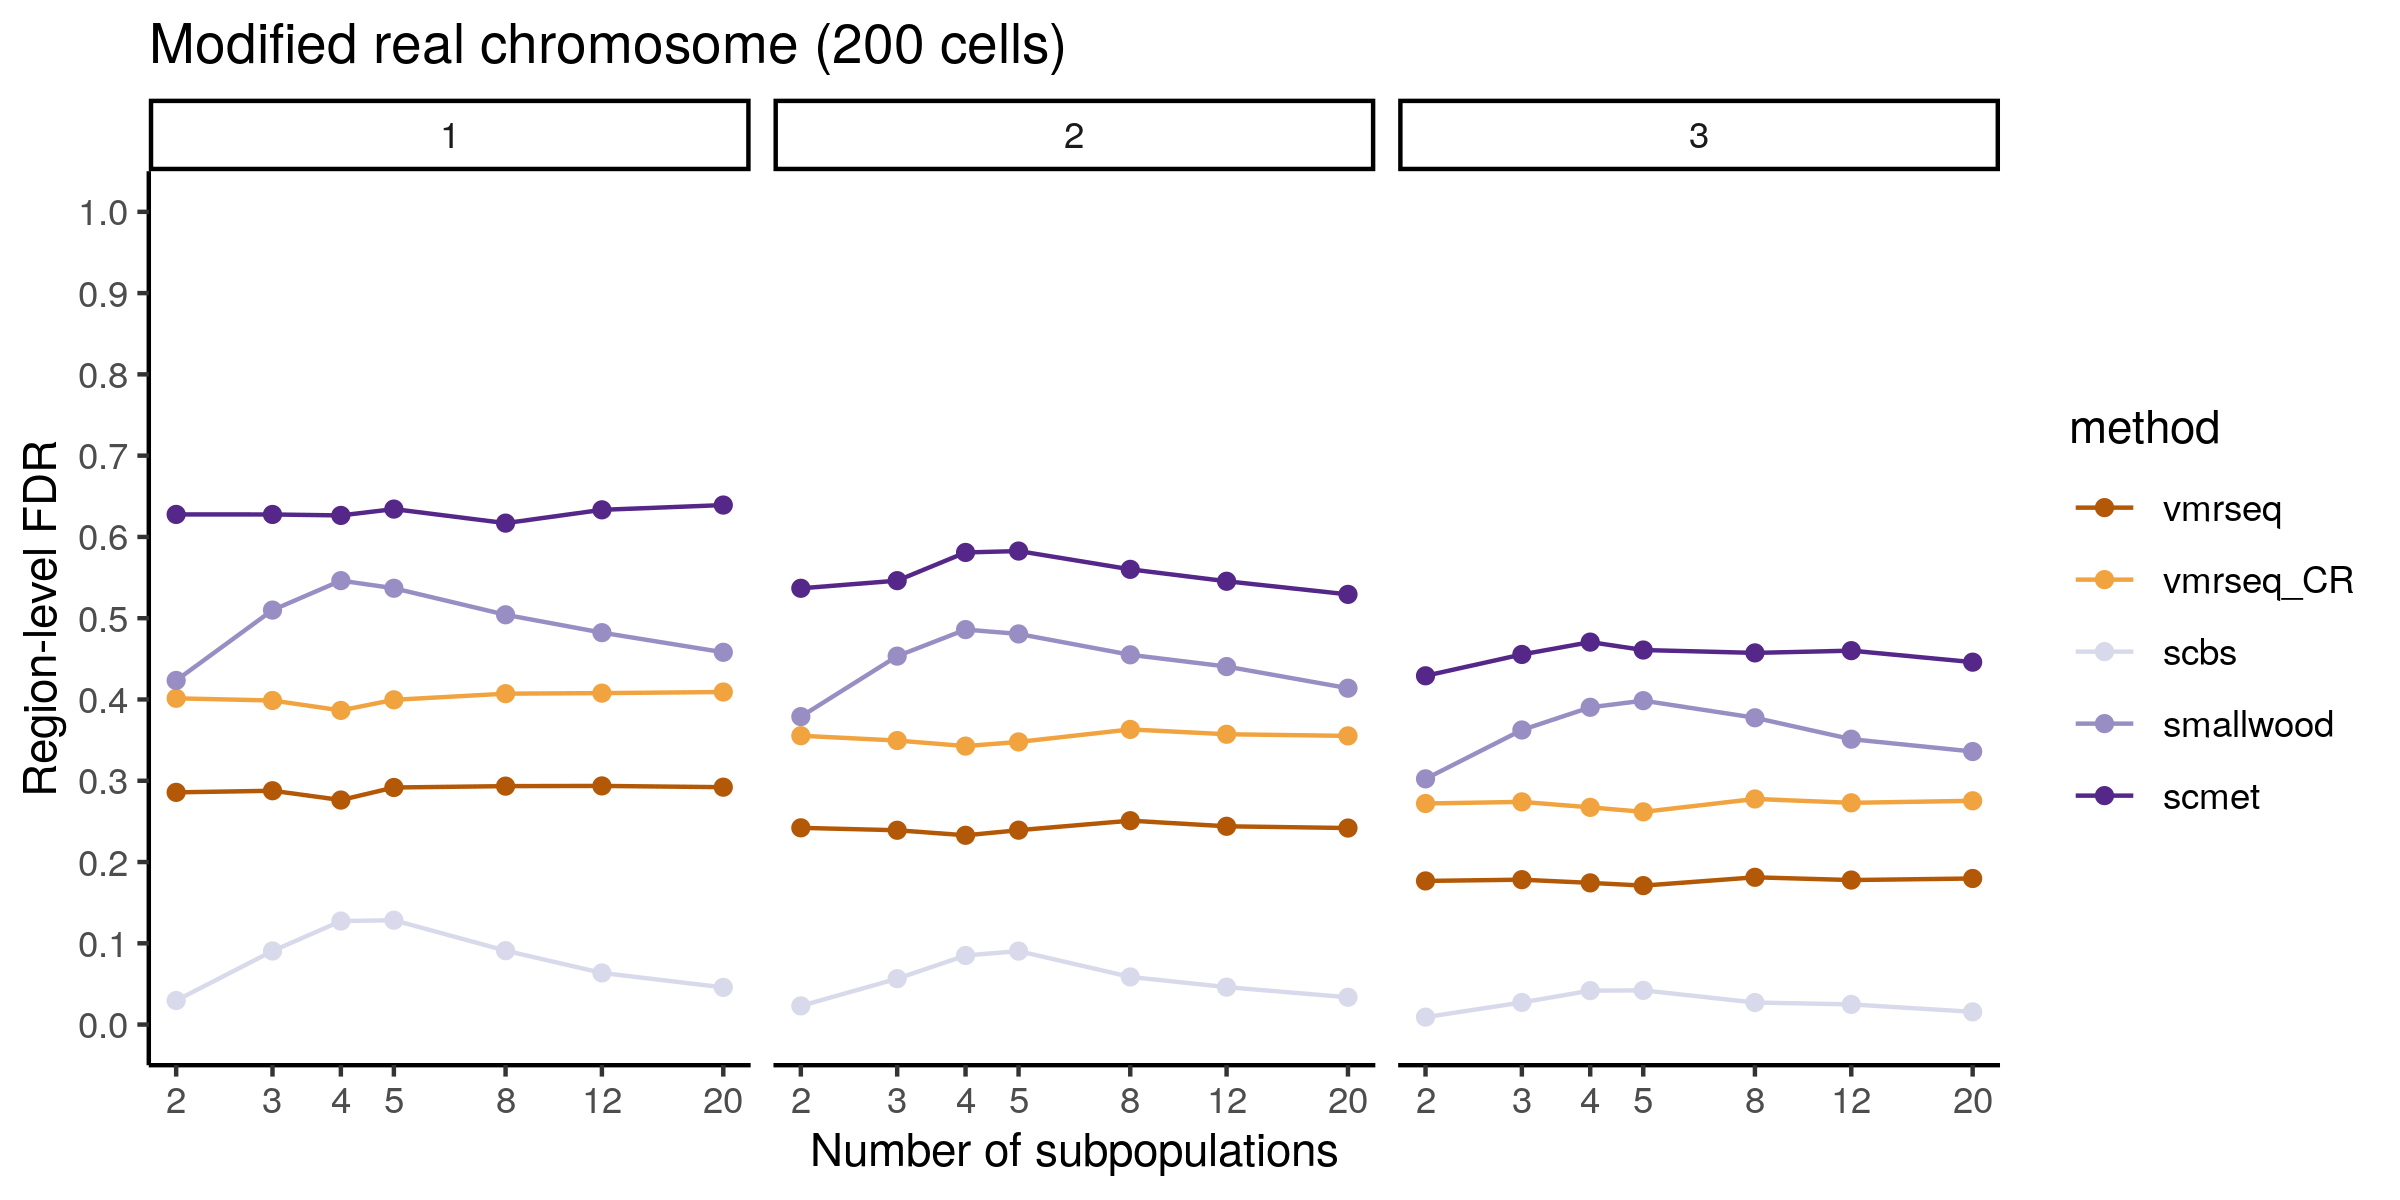 Modified real chromosome (200 cells)
1
2
3
Region-level FDR
1.0
0.9
0.8
0.7
0.6
0.5
0.4
0.3
0.2
0.1
0.0
2 3 4 5 8 12 20
2 3 4 5 8 12 20
2 3 4 5 8 12 20
Number of subpopulations
method
vmrseq
vmrseq_CR
scbs
smallwood
scmet